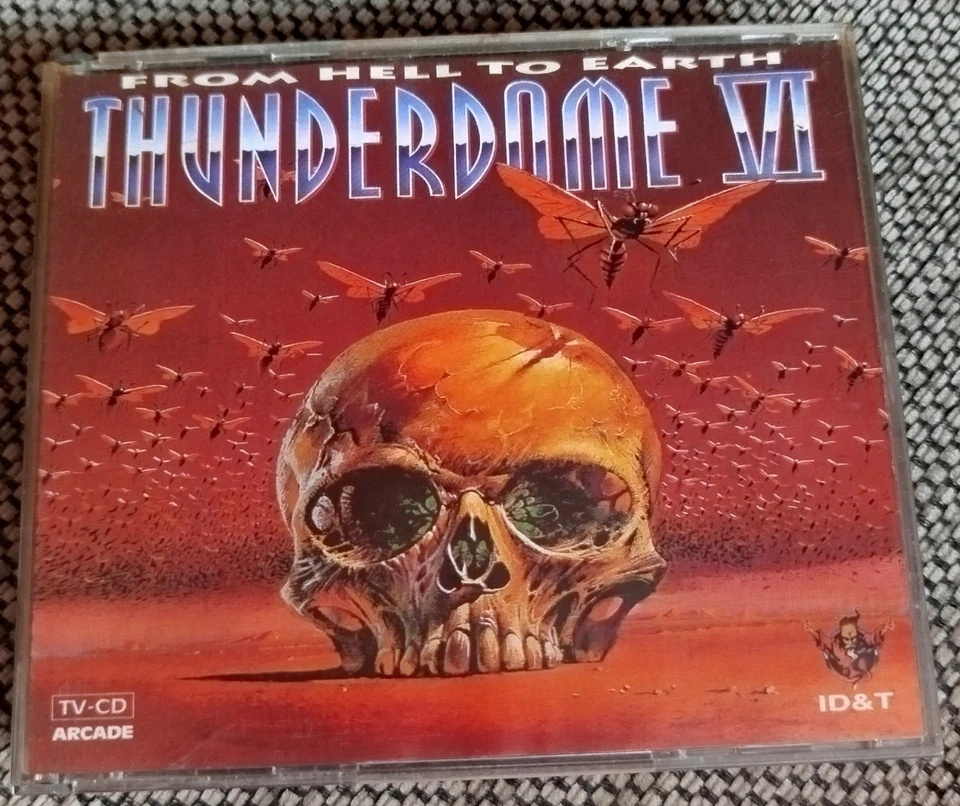 FROM HELL TO EARTH
THUNDERDOME VI
TV-CD
ARCADE
ID&T